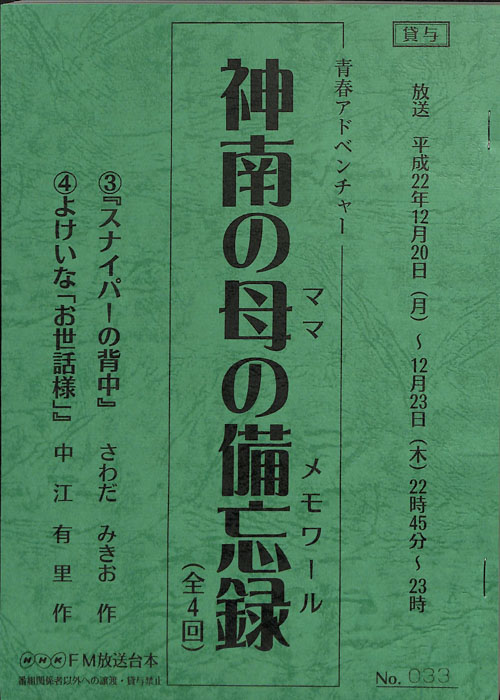 貸与
放送 平成22年12月20日(月)~12月23日(木)22時45分~23時
青春アドベンチャー
神南の母の備忘録
ママ メモワール
(全4回)
③『スナイパーの背中』 さわだ みきお 作
④よけいな「お世話様」』 中江 有里 作
NHK FM放送台本
番組関係者以外への譲渡・貸与禁止
No. 033